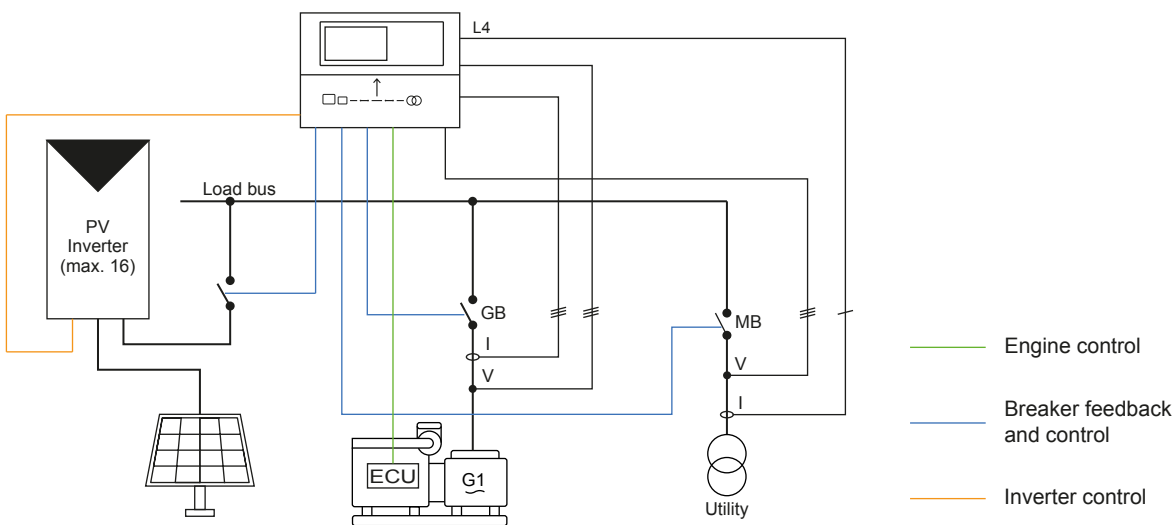 L4
Load bus
PV
Inverter
(max. 16)
GB
I
V
MB
V
I
ECU
G1
Utility
Engine control
Breaker feedback
and control
Inverter control